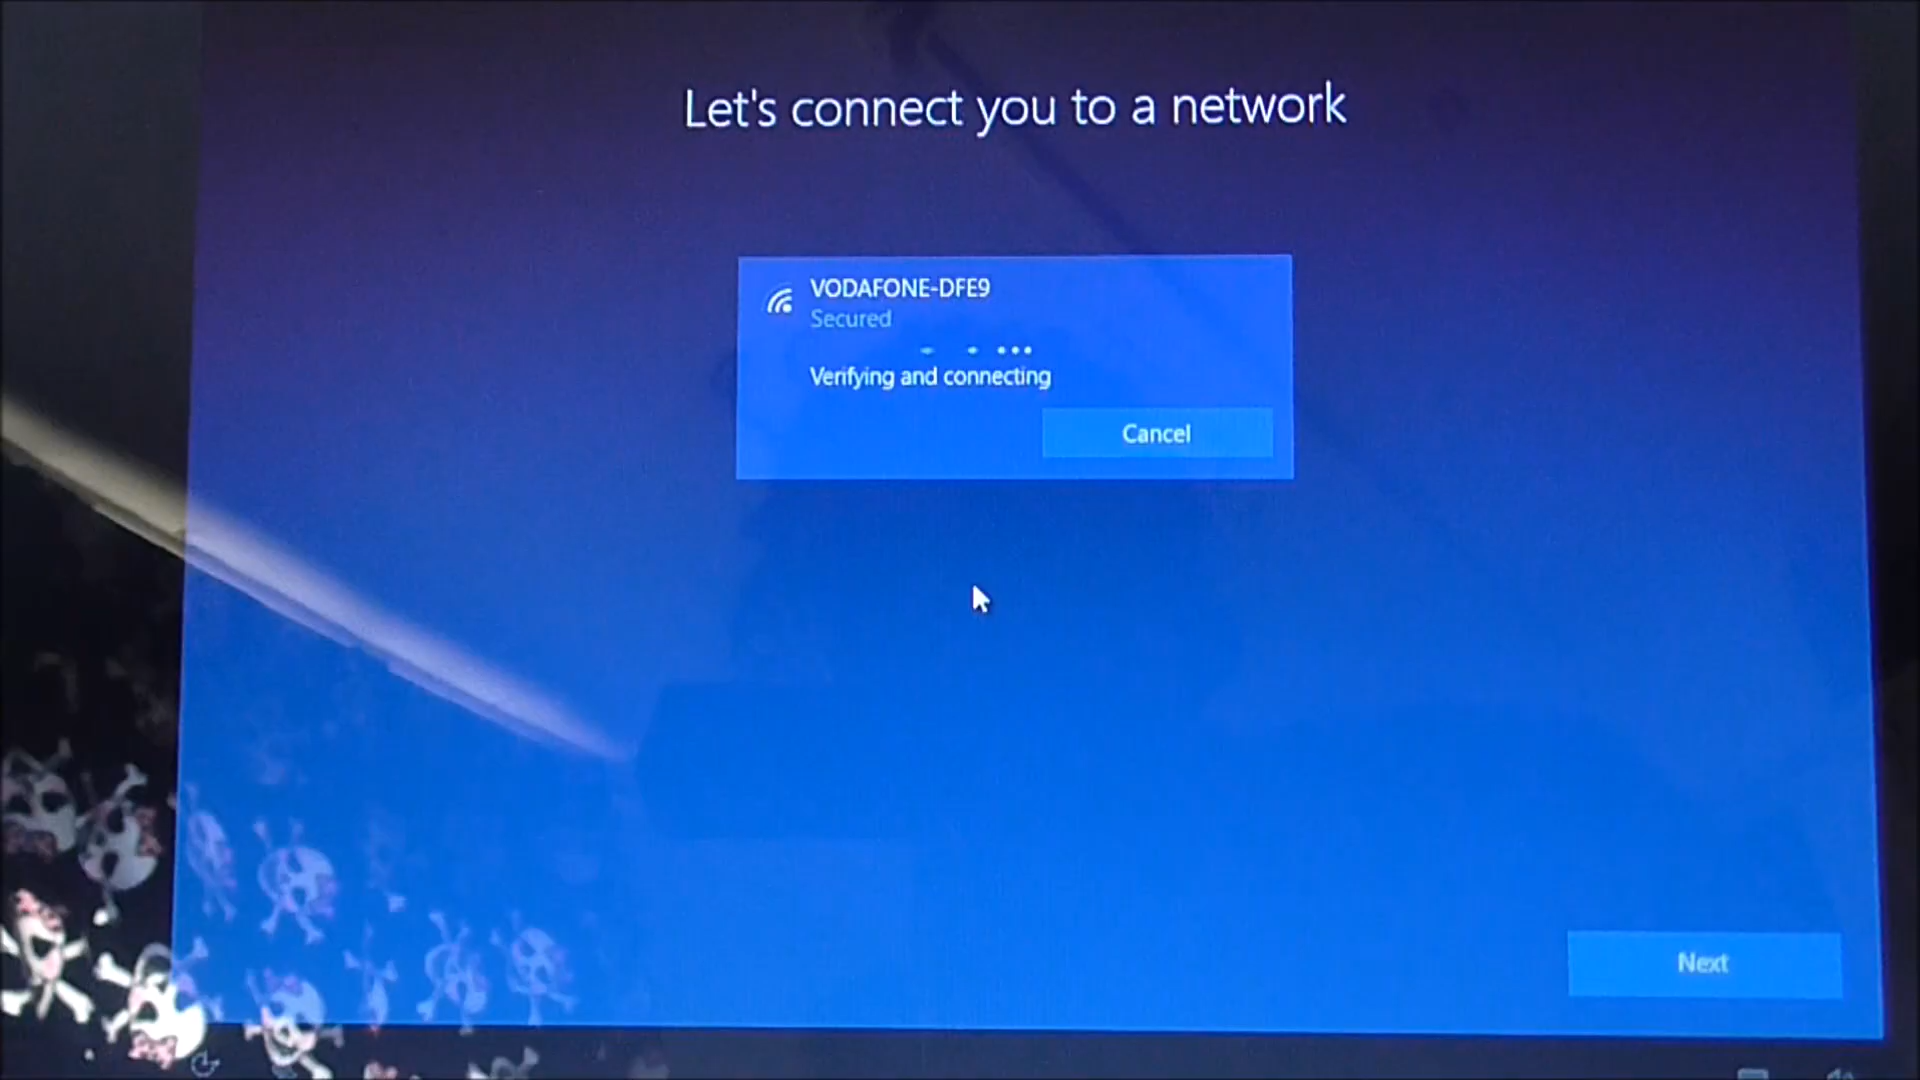 Let's connect you to a network
VODAFONE-DFE9
Secured
Verifying and connecting
Cancel
Next